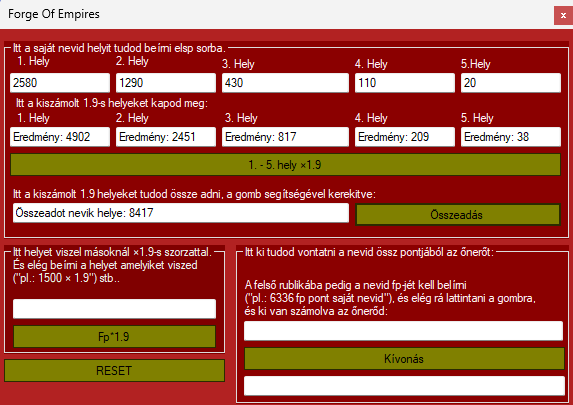 Forge Of Empires
x
Itt a saját nevid helyit tudod beírni elsp sorba.
1. Hely 2. Hely 3. Hely 4. Hely 5.Hely
2580 1290 430 110 20
Itt a kiszámolt 1.9-s helyeket kapod meg:
1. Hely 2. Hely 3. Hely 4. Hely 5. Hely
Eredmény: 4902 Eredmény: 2451 Eredmény: 817 Eredmény: 209 Eredmény: 38
1. - 5. hely ×1.9
Itt a kiszámolt 1.9 helyeket tudod össze adni, a gomb segítségével kerekitve:
Összeadot nevik helye: 8417 Összeadás
Itt helyet viszel másoknál ×1.9-s szorzattal.
És elég beírni a helyet amelyiket viszed
("pl.: 1500 × 1.9") stb..
Fp*1.9
RESET
Itt ki tudod vontatni a nevid össz pontjából az önerőt:
A felső rublikába pedig a nevid fp-jét kell beírni
("pl.: 6336 fp pont saját nevid"), és elég rá lattintani a gombra,
és ki van számolva az önerőd:
Kívonás